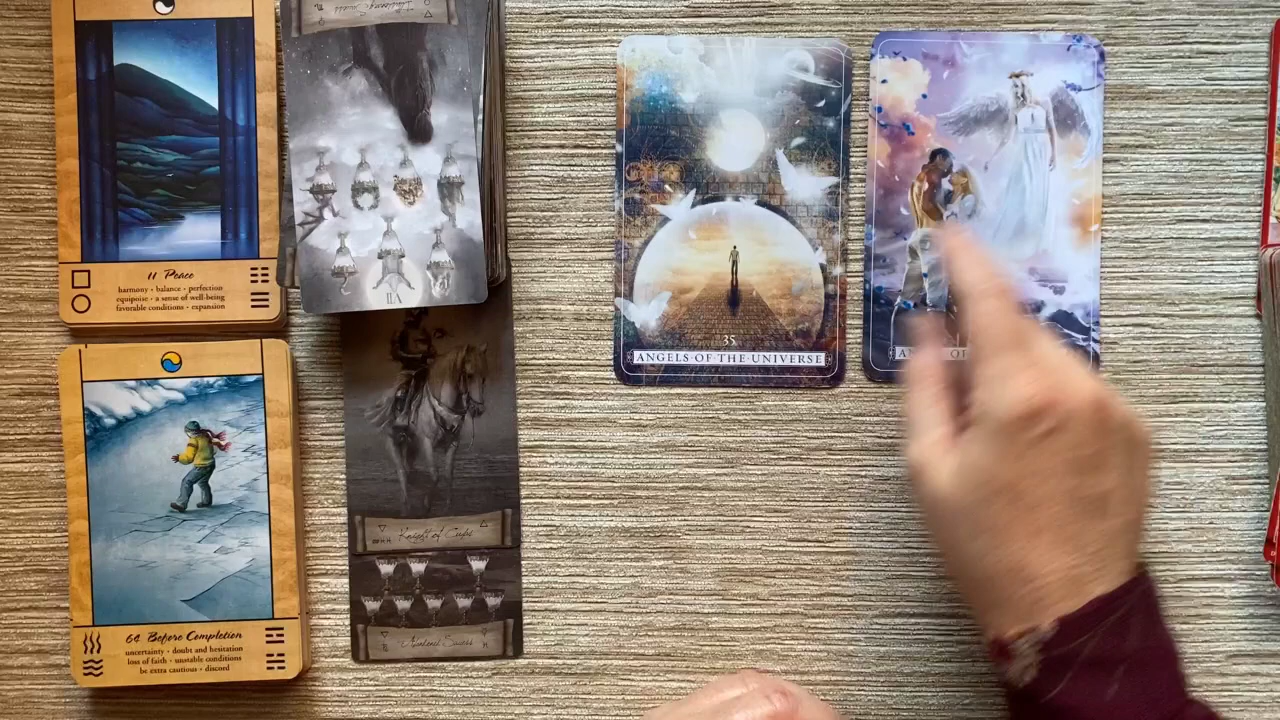 11 Peace
harmony • balance • perfection
equipoise • a sense of well-being
favorable conditions • expansion
VII
64 Before Completion
uncertainty • doubt and hesitation
loss of faith • unstable conditions
be extra cautious • discord
Knight of Cups
35
ANGELS OF THE UNIVERSE